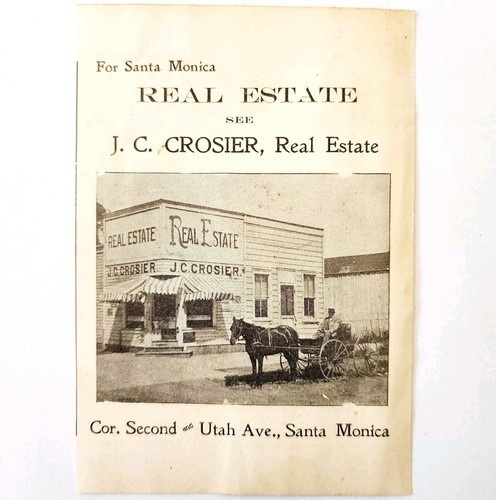 For Santa Monica
REAL ESTATE
SEE
J. C. CROSIER, Real Estate
REAL ESTATE
REAL ESTATE
J.C. CROSIER.
J.C. CROSIER.
Cor. Second and Utah Ave., Santa Monica